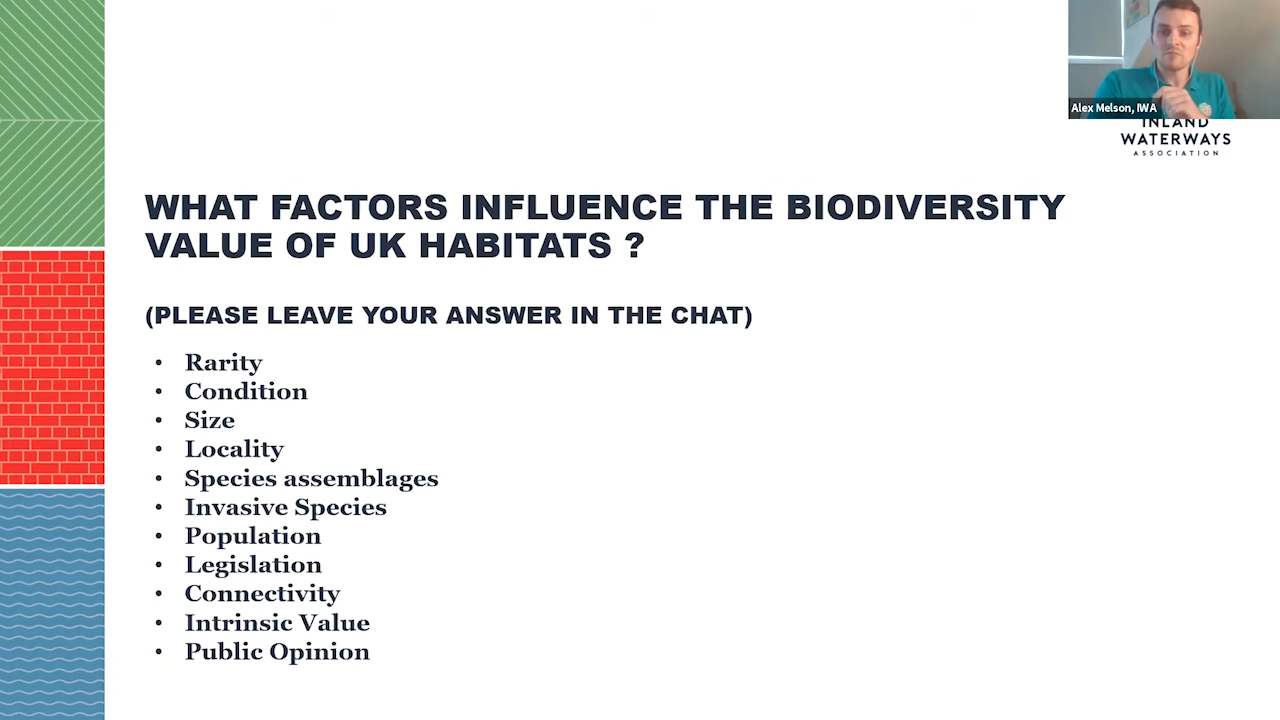 Alex Melson, IWA
INLAND
WATERWAYS
ASSOCIATION
WHAT FACTORS INFLUENCE THE BIODIVERSITY
VALUE OF UK HABITATS ?
(PLEASE LEAVE YOUR ANSWER IN THE CHAT)
• Rarity
• Condition
• Size
• Locality
• Species assemblages
• Invasive Species
• Population
• Legislation
• Connectivity
• Intrinsic Value
• Public Opinion